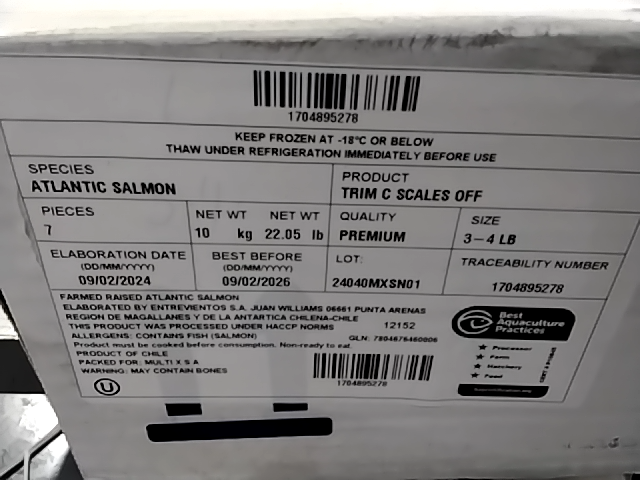 1704895278
KEEP FROZEN AT -18°C OR BELOW
THAW UNDER REFRIGERATION IMMEDIATELY BEFORE USE
SPECIES
ATLANTIC SALMON
PRODUCT
TRIM C SCALES OFF
PIECES
7
NET WT NET WT
10 kg 22.05 lb
QUALITY
PREMIUM
SIZE
3-4 LB
ELABORATION DATE
(DD/MM/YYYY)
09/02/2024
BEST BEFORE
(DD/MM/YYYY)
09/02/2026
LOT:
24040MXSN01
TRACEABILITY NUMBER
1704895278
FARMED RAISED ATLANTIC SALMON
ELABORATED BY ENTREVIENTOS S.A. JUAN WILLIAMS 06661 PUNTA ARENAS
REGION DE MAGALLANES Y DE LA ANTARTICA CHILENA-CHILE
THIS PRODUCT WAS PROCESSED UNDER HACCP NORMS 12152
ALLERGENS: CONTAINS FISH (SALMON) GLN: 7804676460006
Product must be cooked before consumption. Non-ready to eat.
PRODUCT OF CHILE
PACKED FOR: MULTI X S.A
WARNING: MAY CONTAIN BONES
U
1704895278
Best
Aquaculture
Practices
Processor
Farm
Hatchery
Feed